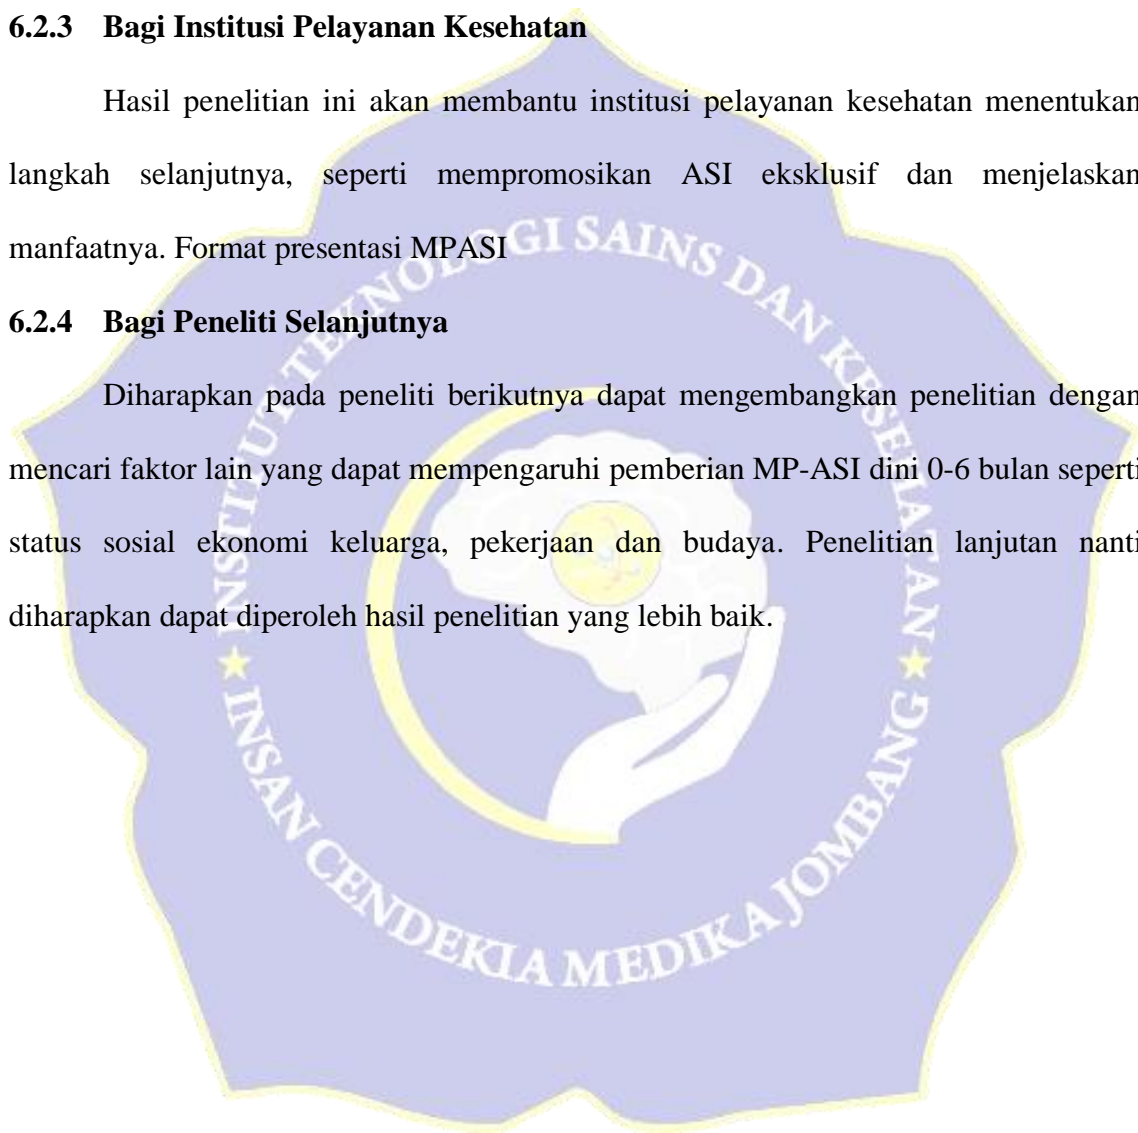 6.2.3 Bagi Institusi Pelayanan Kesehatan
Hasil penelitian ini akan membantu institusi pelayanan kesehatan menentukan
langkah selanjutnya, seperti mempromosikan ASI eksklusif dan menjelaskan
manfaatnya. Format presentasi MPASI
6.2.4 Bagi Peneliti Selanjutnya
Diharapkan pada peneliti berikutnya dapat mengembangkan penelitian dengan
mencari faktor lain yang dapat mempengaruhi pemberian MP-ASI dini 0-6 bulan seperti
status sosial ekonomi keluarga, pekerjaan dan budaya. Penelitian lanjutan nanti
diharapkan dapat diperoleh hasil penelitian yang lebih baik.
INSTITUT TEKNOLOGI SAINS DAN KESEHATAN
INSAN CENDEKIA MEDIKA JOMBANG